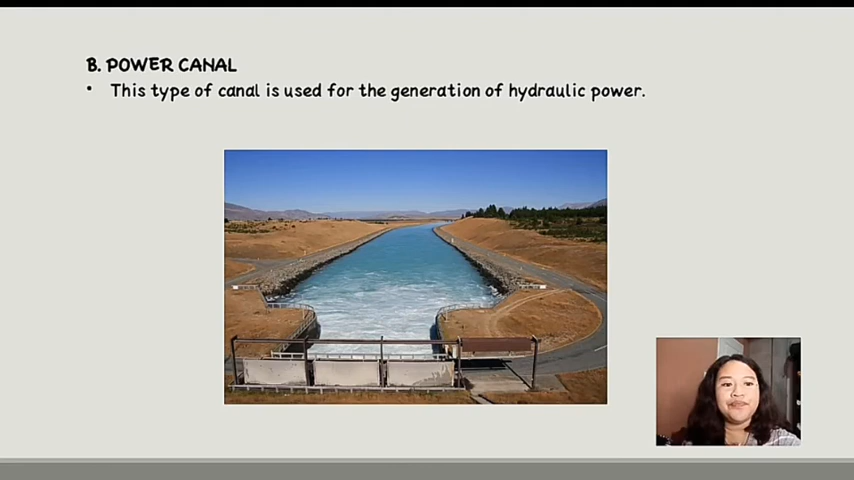 B. POWER CANAL
• This type of canal is used for the generation of hydraulic power.